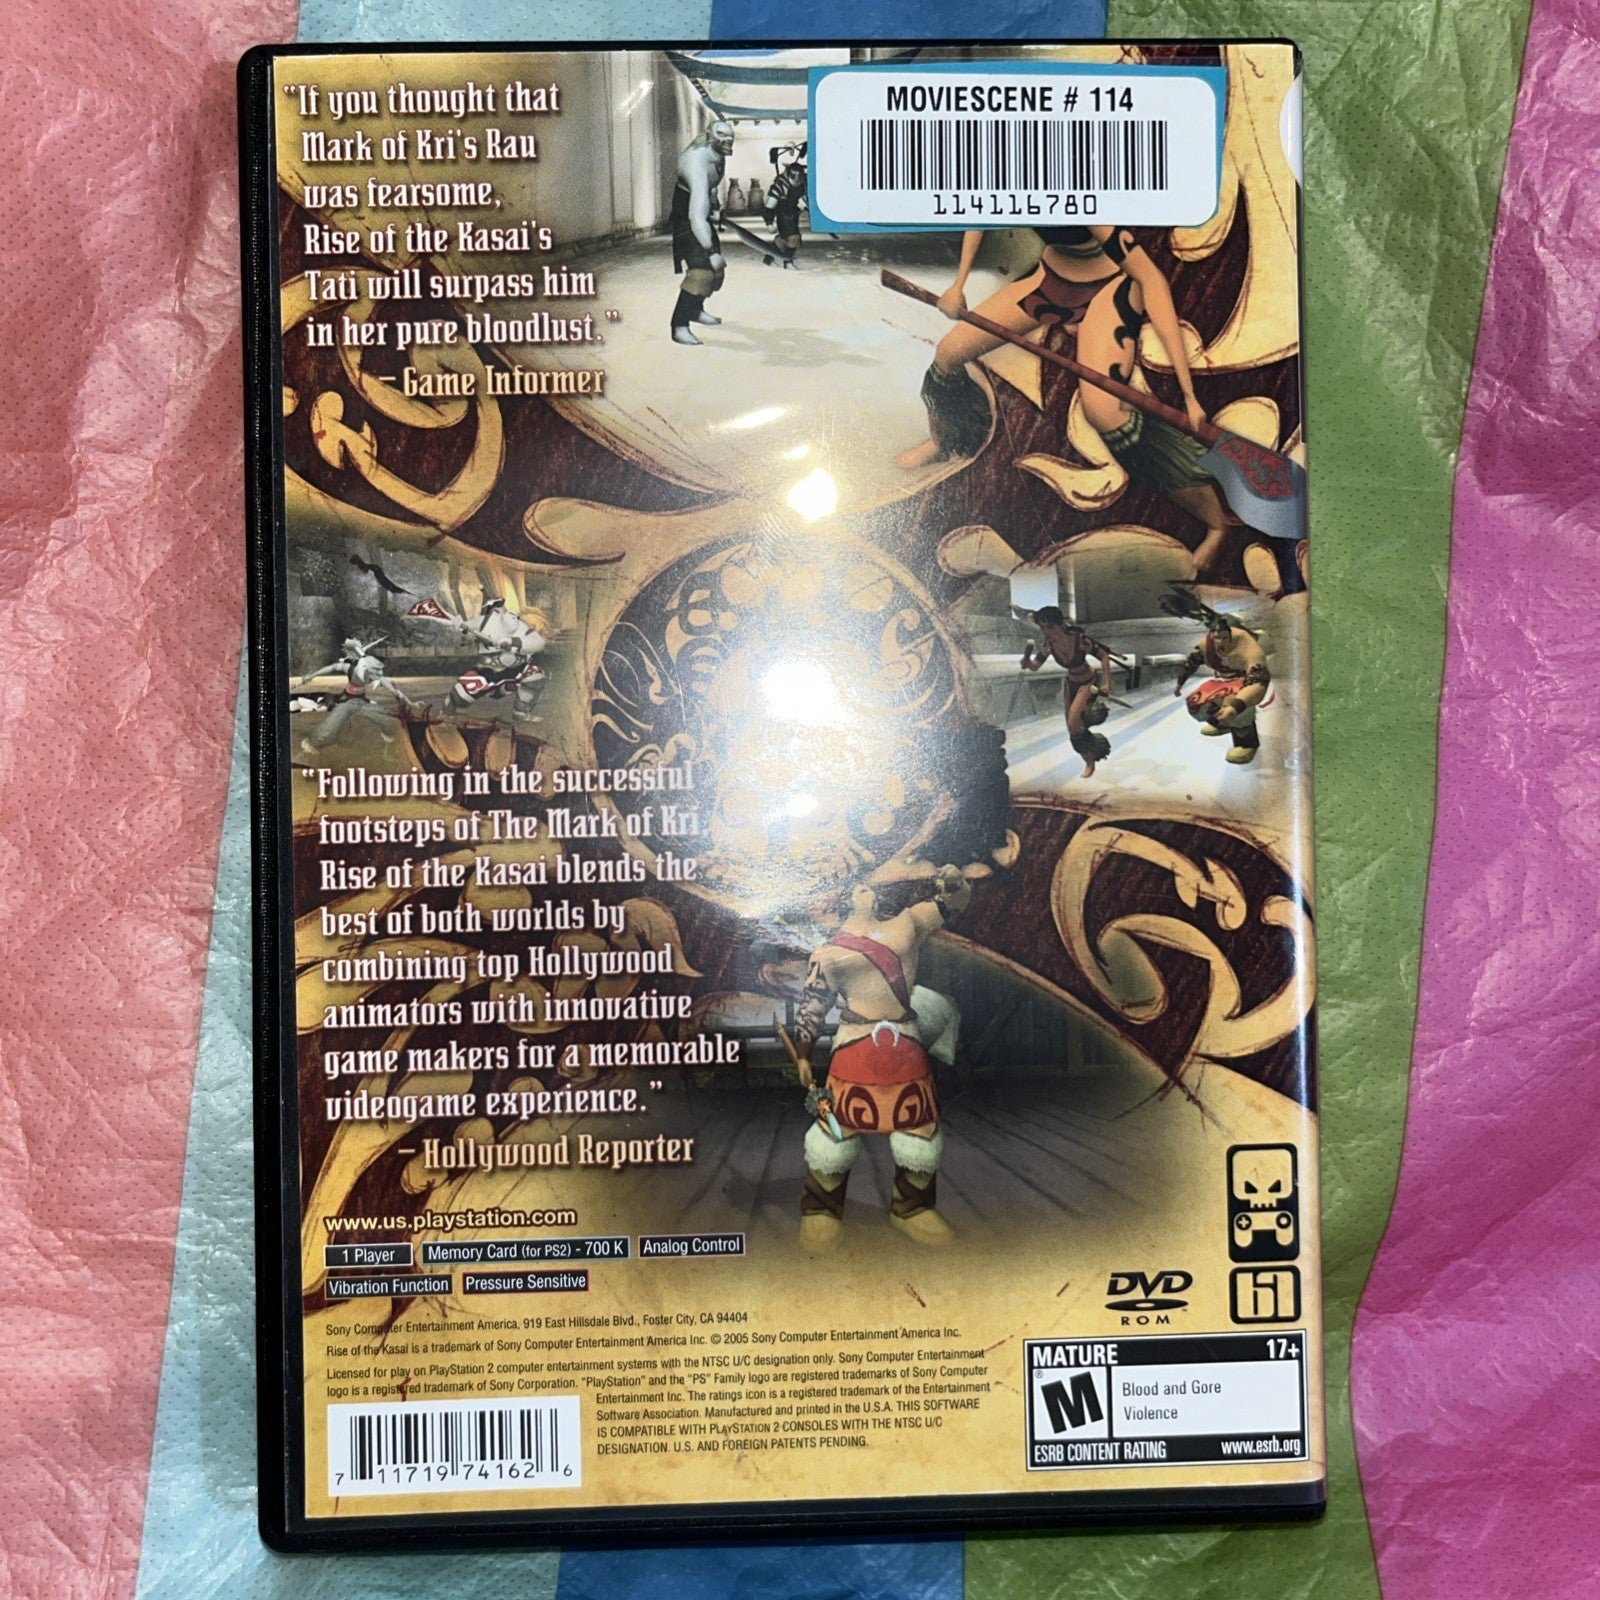 MOVIESCENE # 114
114116780
"If you thought that
Mark of Kri's Rau
was fearsome,
Rise of the Kasai's
Tati will surpass him
in her pure bloodlust."
– Game Informer
"Following in the successful
footsteps of The Mark of Kri,
Rise of the Kasai blends the
best of both worlds by
combining top Hollywood
animators with innovative
game makers for a memorable
videogame experience."
– Hollywood Reporter
www.us.playstation.com
1 Player Memory Card (for PS2) - 700 K Analog Control
Vibration Function Pressure Sensitive
Sony Computer Entertainment America, 919 East Hillsdale Blvd., Foster City, CA 94404
Rise of the Kasai is a trademark of Sony Computer Entertainment America Inc. © 2005 Sony Computer Entertainment America Inc.
Licensed for play on PlayStation 2 computer entertainment systems with the NTSC U/C designation only. Sony Computer Entertainment
logo is a registered trademark of Sony Corporation. "PlayStation" and the "PS" Family logo are registered trademarks of Sony Computer
Entertainment Inc. The ratings icon is a registered trademark of the Entertainment
Software Association. Manufactured and printed in the U.S.A. THIS SOFTWARE
IS COMPATIBLE WITH PLAYSTATION 2 CONSOLES WITH THE NTSC U/C
DESIGNATION. U.S. AND FOREIGN PATENTS PENDING.
7 11719 74162 6
DVD
ROM
MATURE 17+
M®
Blood and Gore
Violence
ESRB CONTENT RATING www.esrb.org